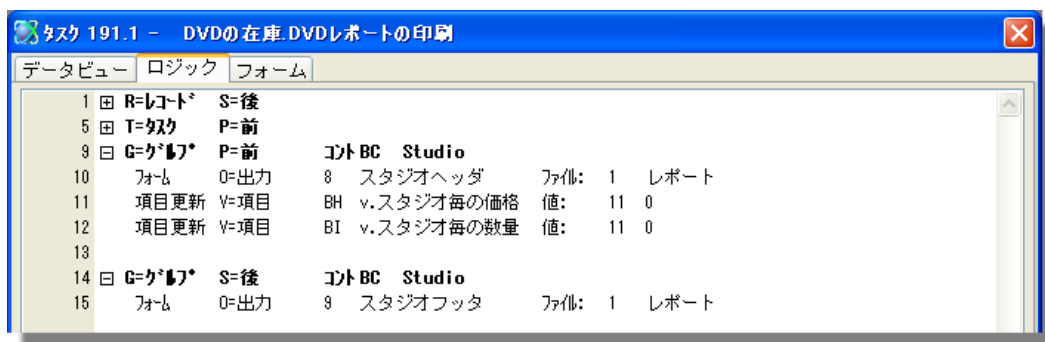 タスク 191.1 - DVDの在庫.DVDレポートの印刷
データビュー ロジック フォーム
1 R=レコード S=後
5 T=タスク P=前
9 G=グループ P=前 コント BC Studio
10 フォーム O=出力 8 スタジオヘッダ ファイル: 1 レポート
11 項目更新 V=項目 BH v.スタジオ毎の価格 値: 11 0
12 項目更新 V=項目 BI v.スタジオ毎の数量 値: 11 0
13
14 G=グループ S=後 コント BC Studio
15 フォーム O=出力 9 スタジオフッタ ファイル: 1 レポート